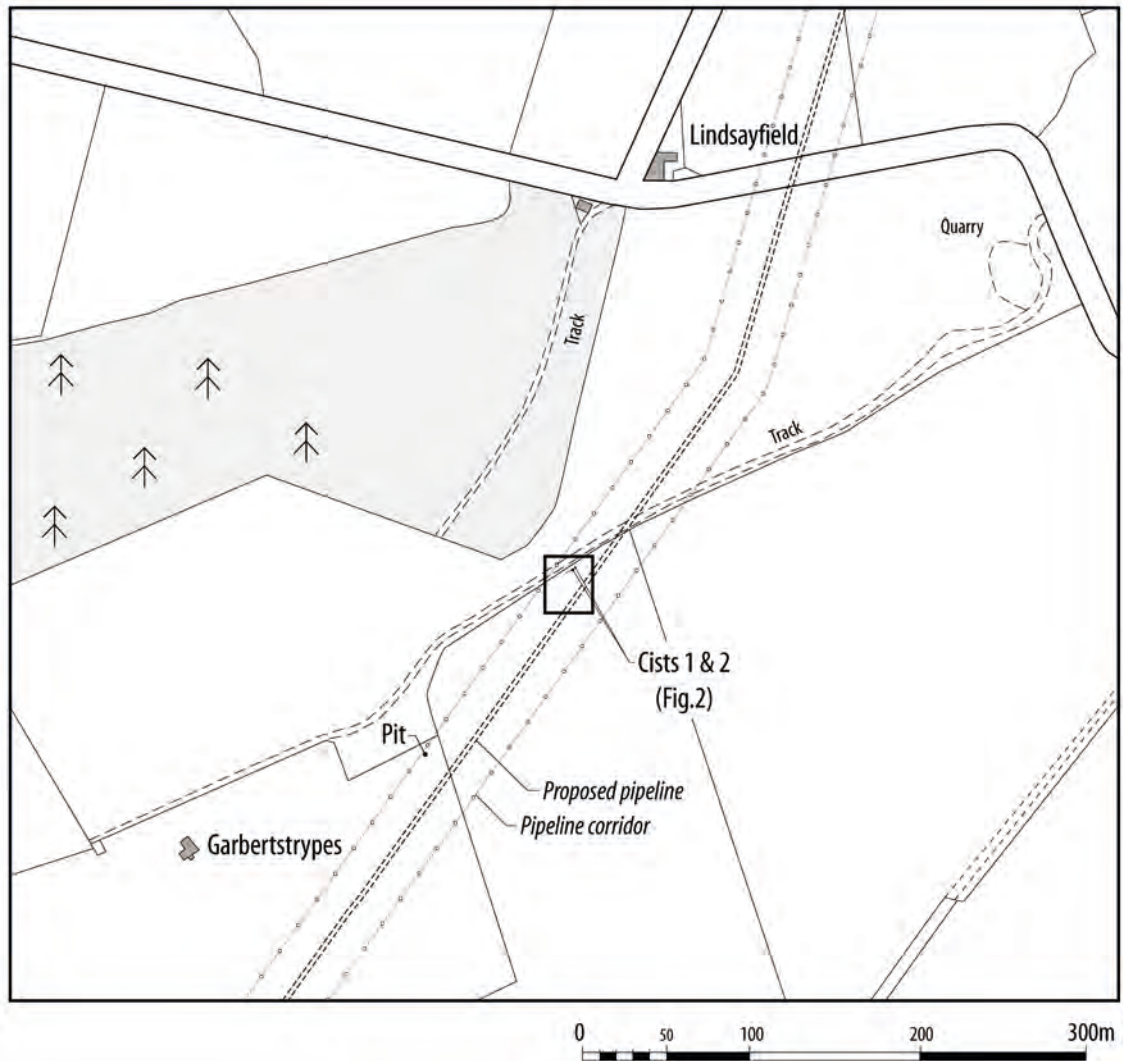 Lindsayfield
Quarry
Track
Track
Cists 1 & 2
(Fig.2)
Pit
Proposed pipeline
Pipeline corridor
Garbertstrypes
0 50 100 200 300m